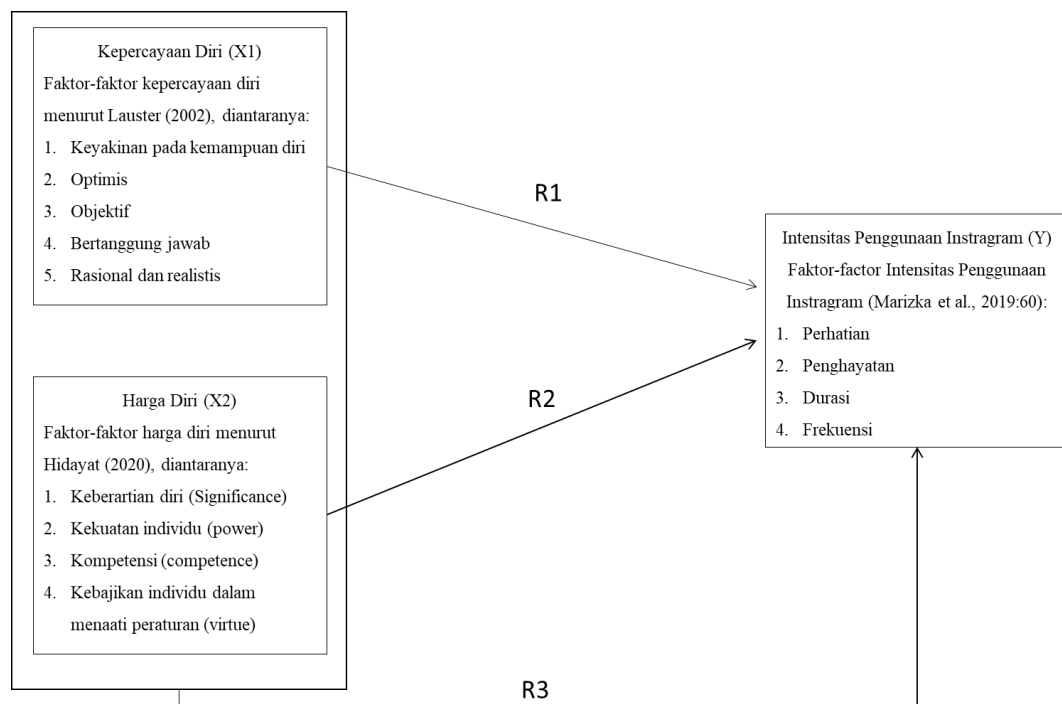 Kepercayaan Diri (X1)
Faktor-faktor kepercayaan diri
menurut Lauster (2002), diantaranya:
1. Keyakinan pada kemampuan diri
2. Optimis
3. Objektif
4. Bertanggung jawab
5. Rasional dan realistis
R1
Intensitas Penggunaan Instragram (Y)
Faktor-factor Intensitas Penggunaan
Instragram (Marizka et al., 2019:60):
1. Perhatian
2. Penghayatan
3. Durasi
4. Frekuensi
R2
Harga Diri (X2)
Faktor-faktor harga diri menurut
Hidayat (2020), diantaranya:
1. Keberartian diri (Significance)
2. Kekuatan individu (power)
3. Kompetensi (competence)
4. Kebajikan individu dalam
menaati peraturan (virtue)
R3